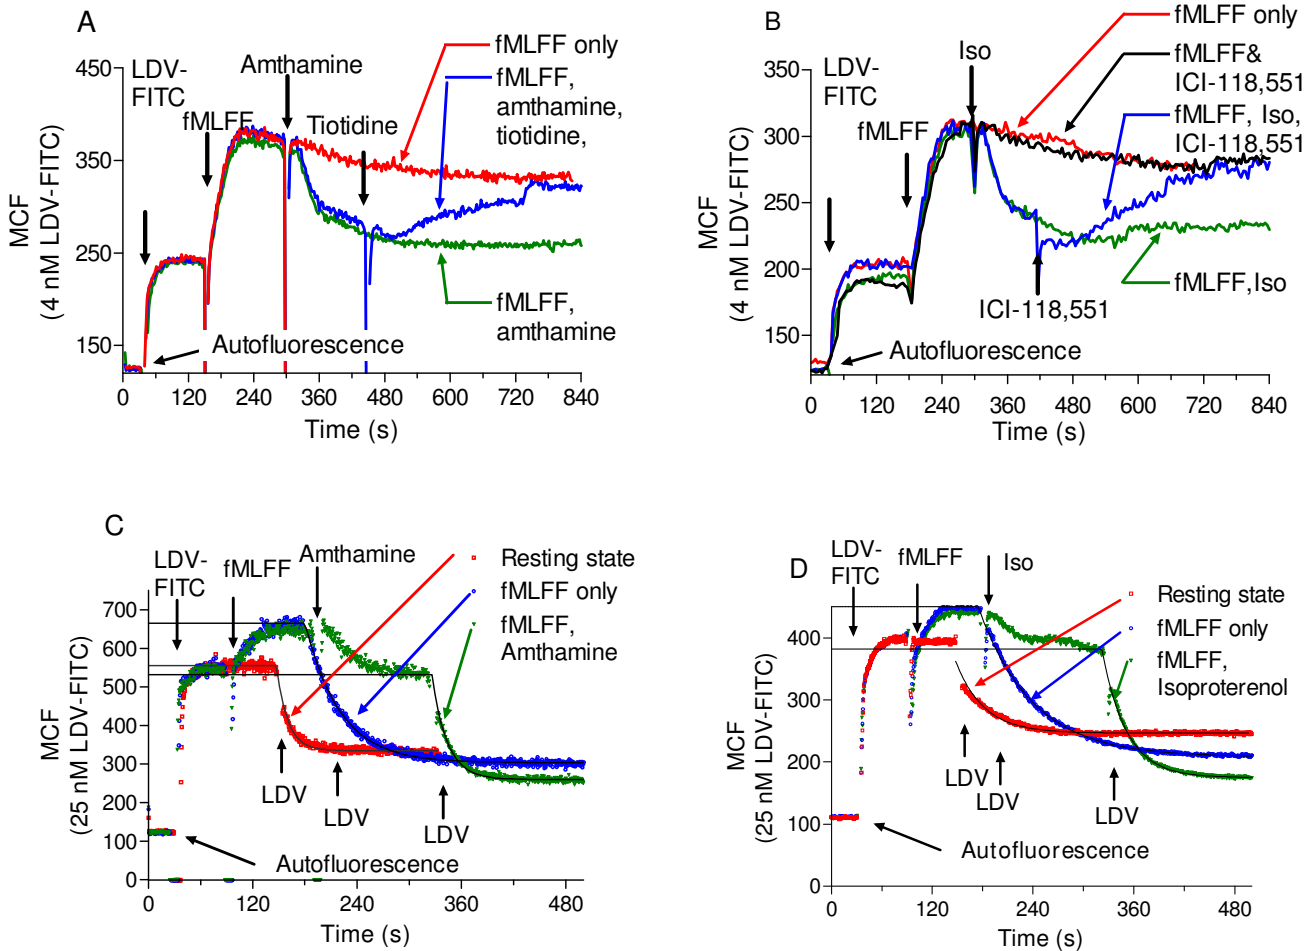 A
LDV-
FITC
fMLFF
Amthamine
Tiotidine
fMLFF only
fMLFF,
amthamine,
tiotidine,
fMLFF,
amthamine
Autofluorescence
MCF
(4 nM LDV-FITC)
450
350
250
150
0 120 240 360 480 600 720 840
Time (s)
B
LDV-
FITC
fMLFF
Iso
fMLFF only
fMLFF&
ICI-118,551
fMLFF, Iso,
ICI-118,551
fMLFF,Iso
ICI-118,551
Autofluorescence
MCF
(4 nM LDV-FITC)
350
300
250
200
150
0 120 240 360 480 600 720 840
Time (s)
C
LDV-
FITC
fMLFF
Amthamine
Resting state
fMLFF only
fMLFF,
Amthamine
LDV
LDV
LDV
Autofluorescence
MCF
(25 nM LDV-FITC)
700
600
500
400
300
200
100
0
0 120 240 360 480
Time (s)
D
LDV-
FITC
fMLFF
Iso
Resting state
fMLFF only
fMLFF,
Isoproterenol
LDV
LDV
LDV
Autofluorescence
MCF
(25 nM LDV-FITC)
400
300
200
100
0
0 120 240 360 480
Time (s)